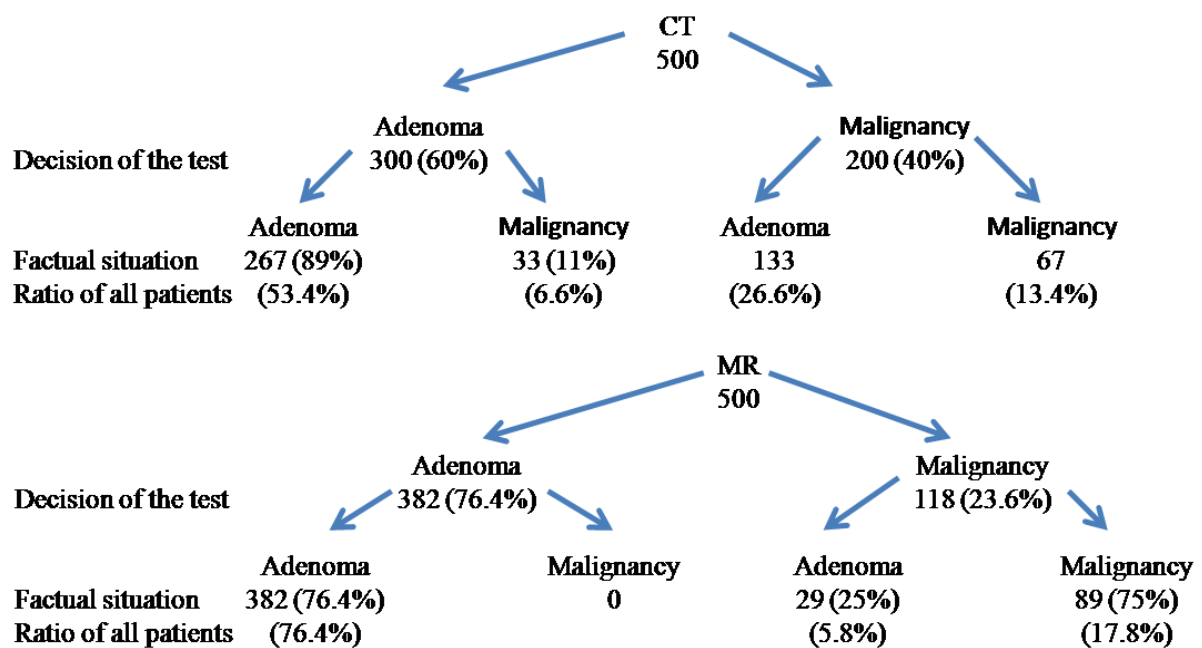 CT
500
Adenoma Malignancy
Decision of the test 300 (60%) 200 (40%)
Adenoma Malignancy Adenoma Malignancy
Factual situation 267 (89%) 33 (11%) 133 67
Ratio of all patients (53.4%) (6.6%) (26.6%) (13.4%)
MR
500
Adenoma Malignancy
Decision of the test 382 (76.4%) 118 (23.6%)
Adenoma Malignancy Adenoma Malignancy
Factual situation 382 (76.4%) 0 29 (25%) 89 (75%)
Ratio of all patients (76.4%) (5.8%) (17.8%)